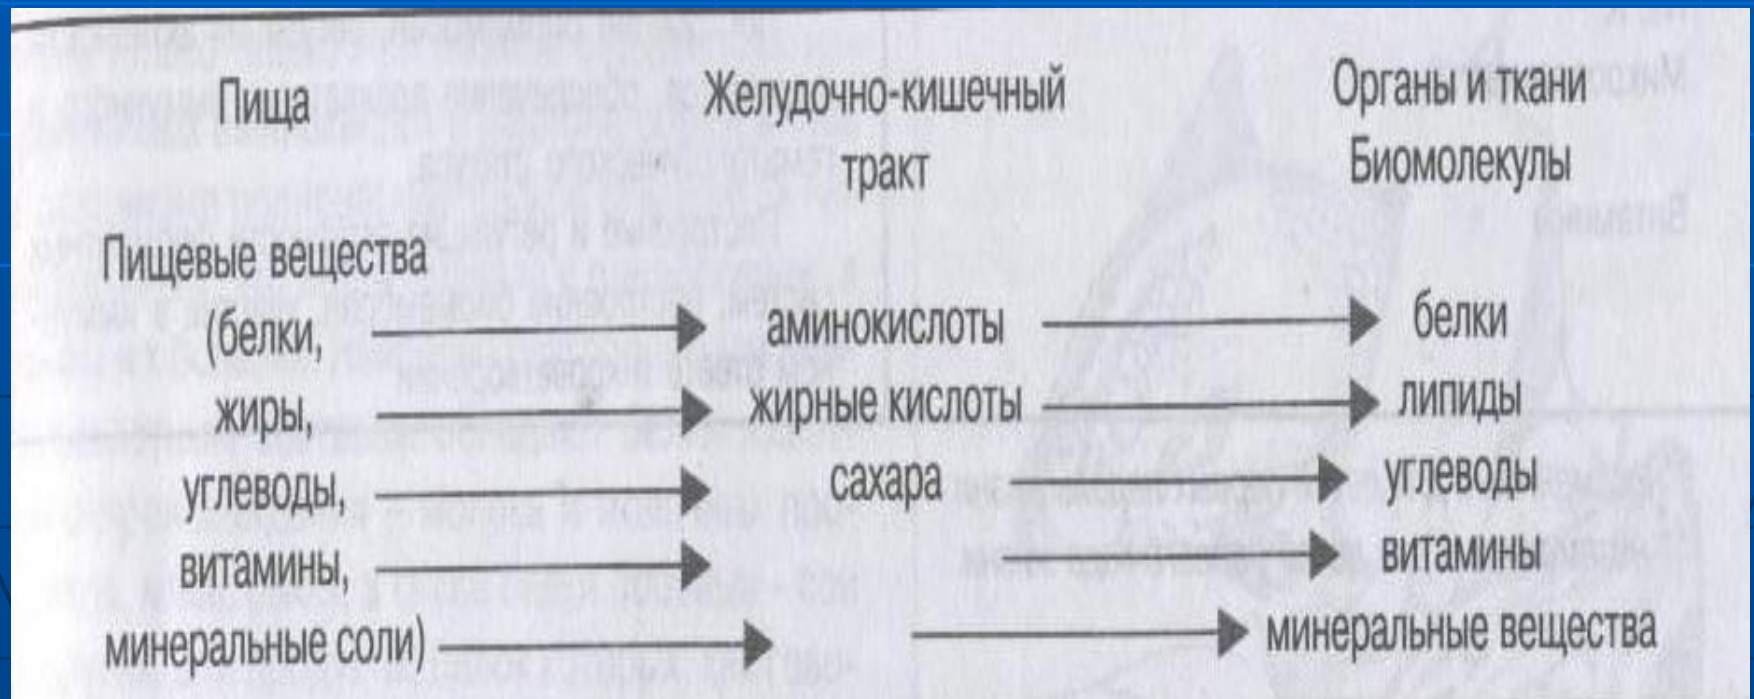 Пища Желудочно-кишечный Органы и ткани
тракт Биомолекулы
Пищевые вещества
(белки, аминокислоты белки
жиры, жирные кислоты липиды
углеводы, сахара углеводы
витамины, витамины
минеральные соли) минеральные вещества